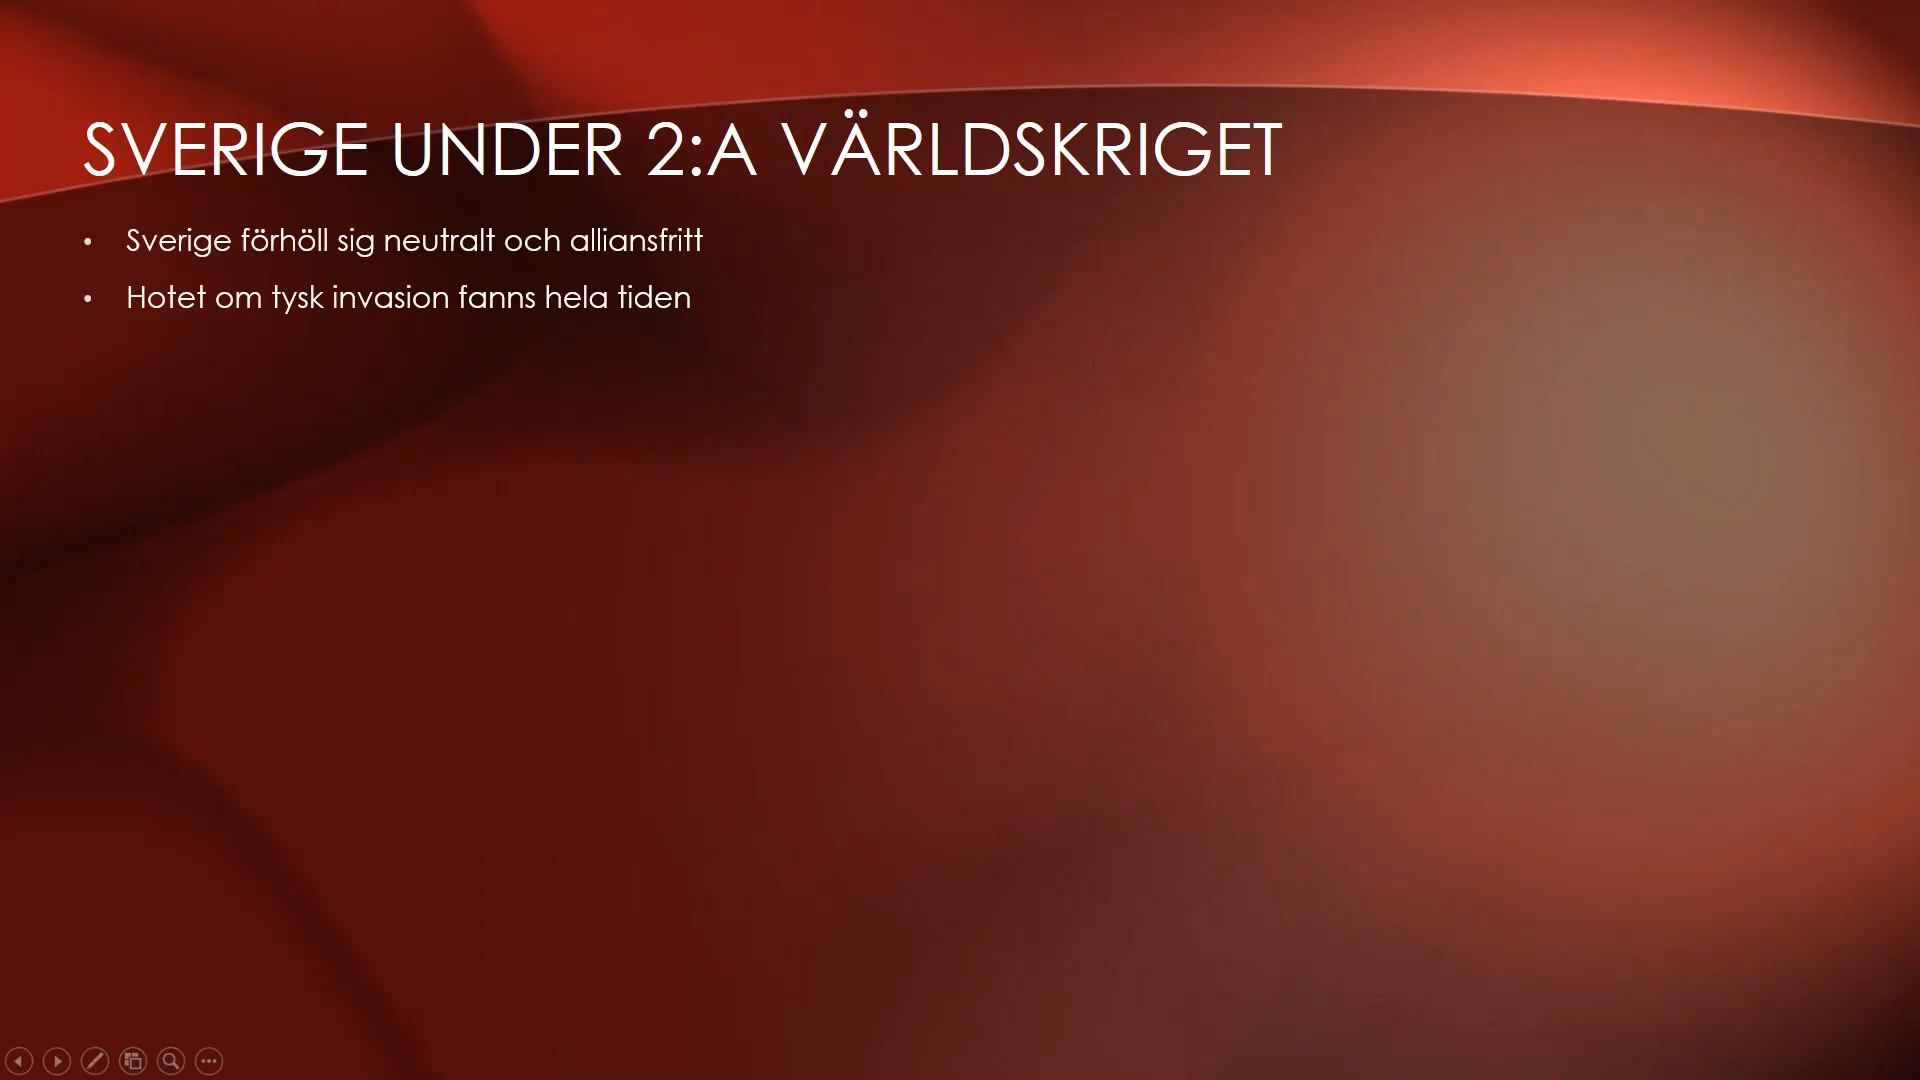 SVERIGE UNDER 2:A VÄRLDSKRIGET
• Sverige förhöll sig neutralt och alliansfritt
• Hotet om tysk invasion fanns hela tiden